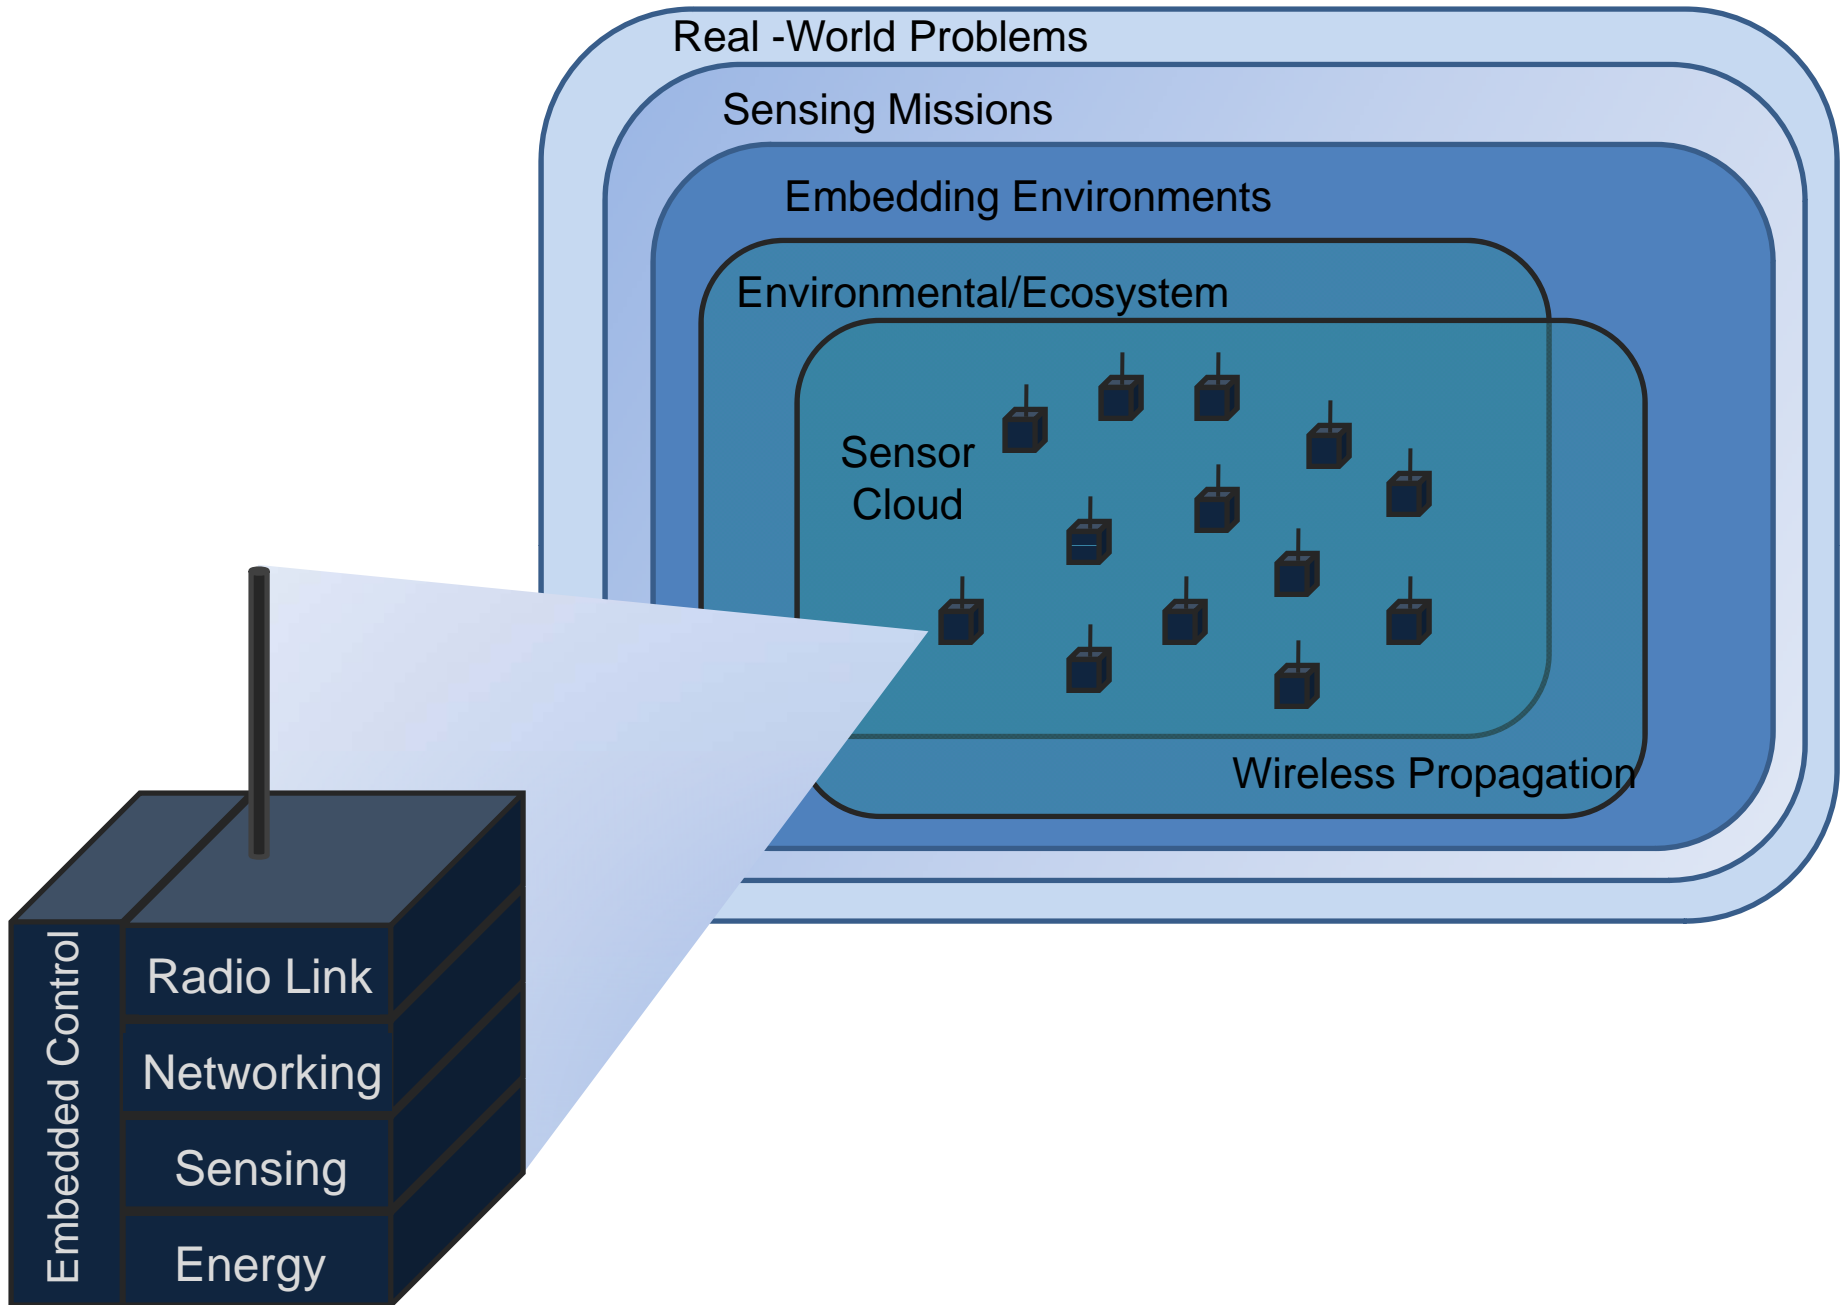 Real -World Problems
Sensing Missions
Embedding Environments
Environmental/Ecosystem
Sensor
Cloud
Wireless Propagation
Embedded Control
Radio Link
Networking
Sensing
Energy